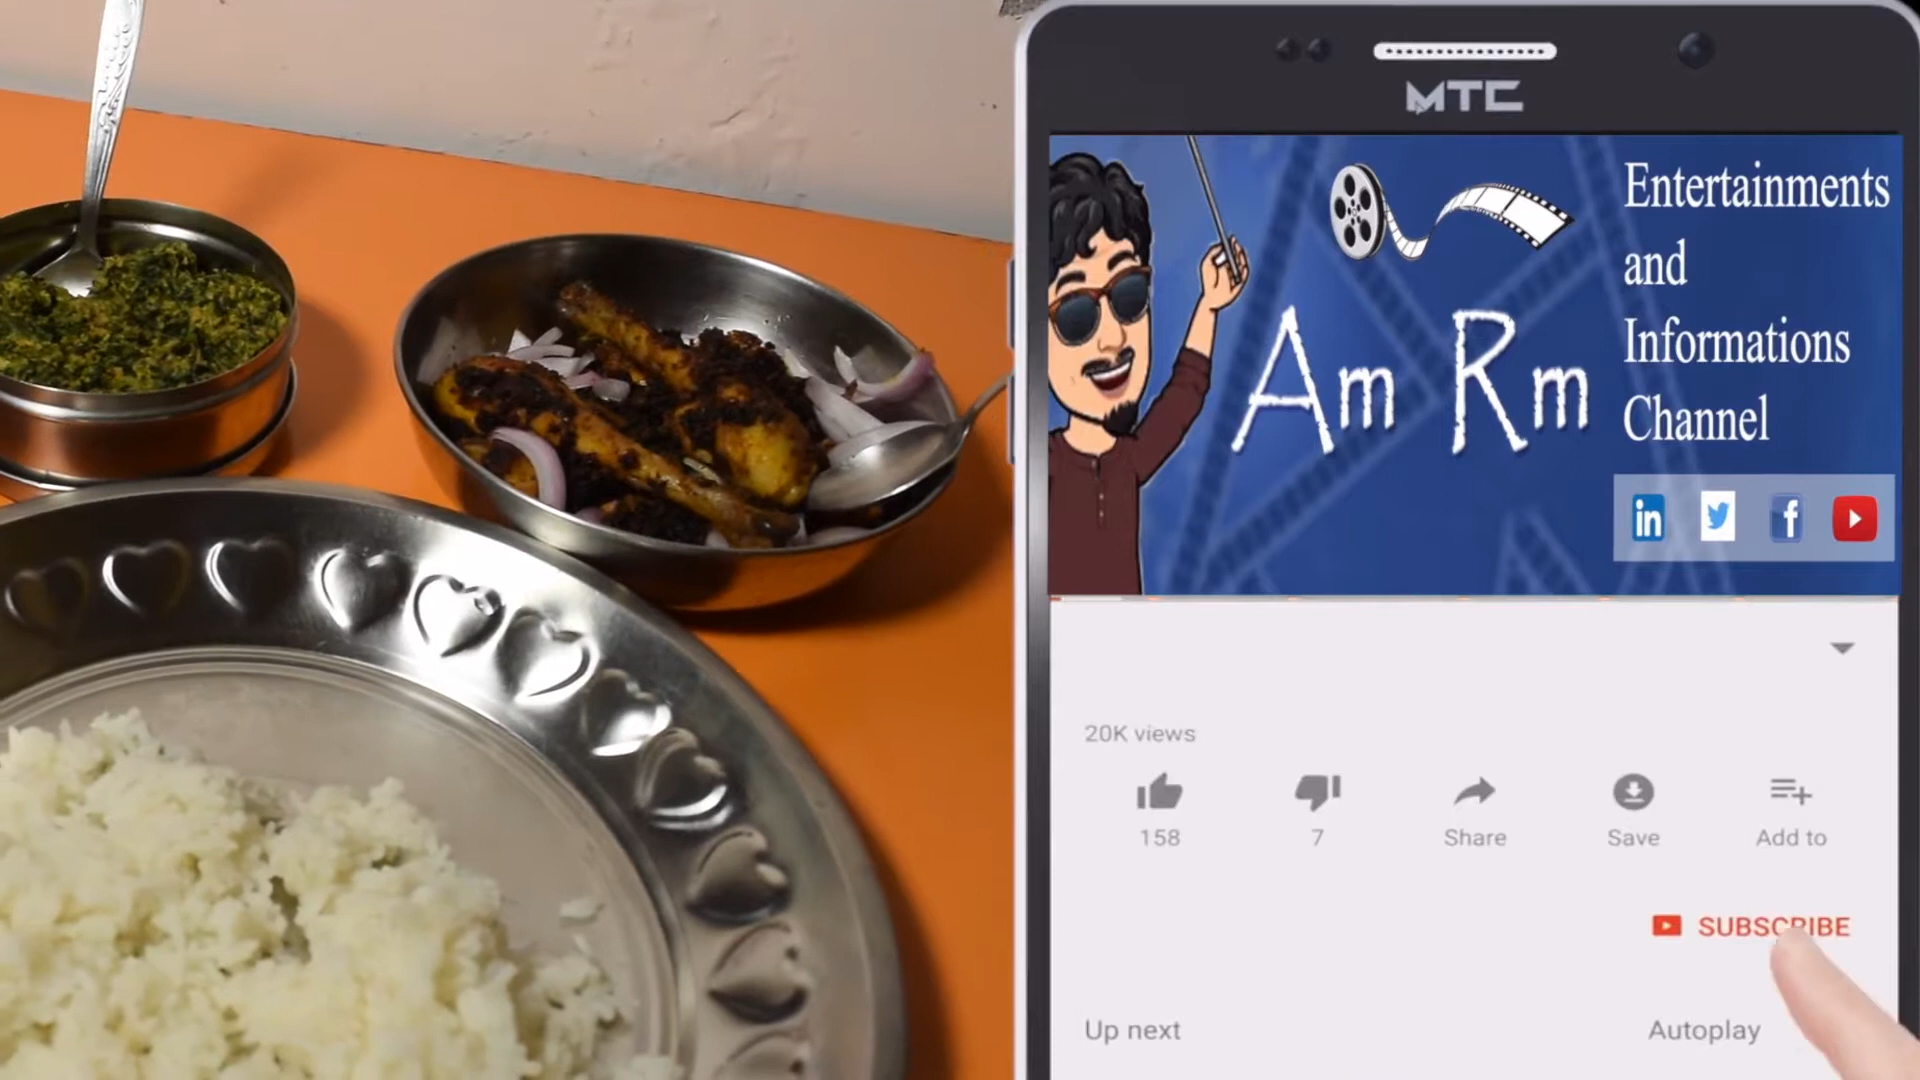 MTC
Entertainments
and
Informations
Channel
Am Rm
in
f
20K views
158
7
Share
Save
Add to
SUBSCRIBE
Up next
Autoplay